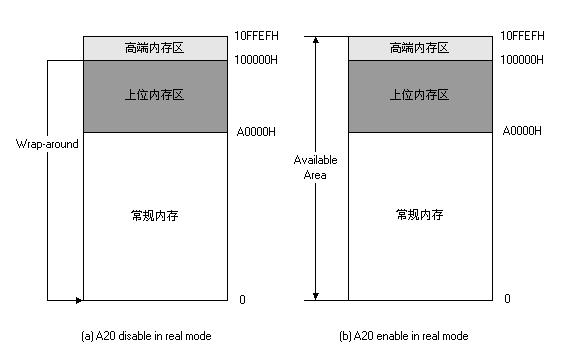 10FFEFH
高端内存区
100000H
上位内存区
A0000H
Wrap-around
常规内存
0
(a) A20 disable in real mode
10FFEFH
高端内存区
100000H
上位内存区
A0000H
Available
Area
常规内存
0
(b) A20 enable in real mode